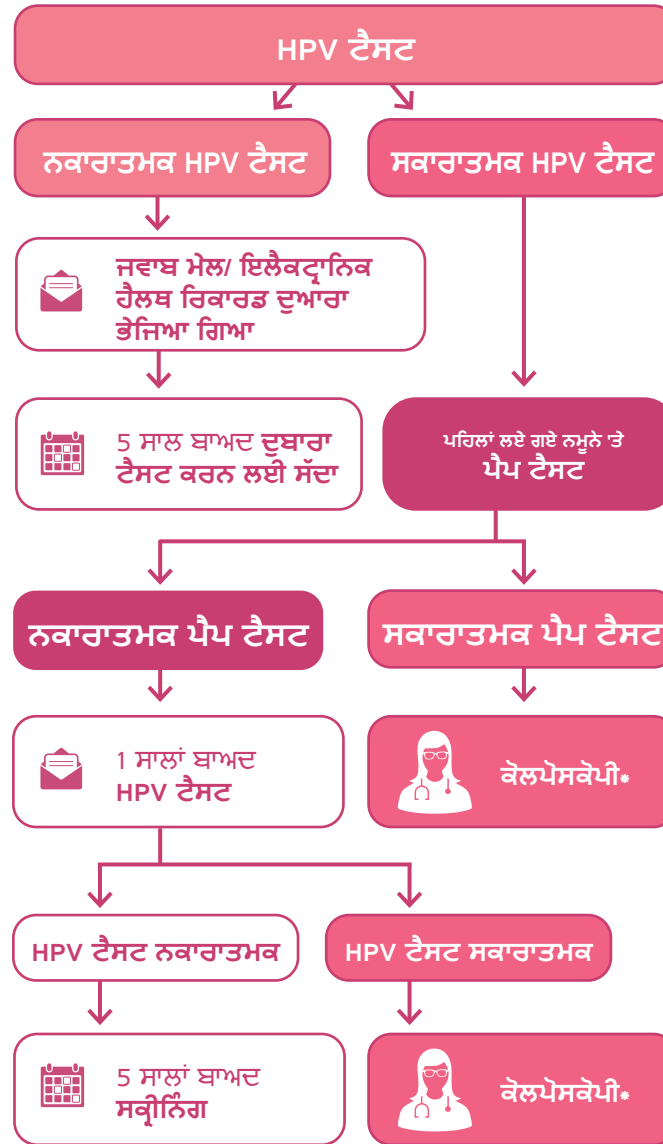 HPV ਟੈਸਟ
ਨਕਾਰਾਤਮਕ HPV ਟੈਸਟ
ਸਕਾਰਾਤਮਕ HPV ਟੈਸਟ
ਜਵਾਬ ਮੇਲ/ ਇਲੈਕਟ੍ਰਾਨਿਕ
ਹੈਲਥ ਰਿਕਾਰਡ ਦੁਆਰਾ
ਭੇਜਿਆ ਗਿਆ
5 ਸਾਲ ਬਾਅਦ ਦੁਬਾਰਾ
ਟੈਸਟ ਕਰਨ ਲਈ ਸੱਦਾ
ਪਹਿਲਾਂ ਲਏ ਗਏ ਨਮੂਨੇ 'ਤੇ
ਪੈਪ ਟੈਸਟ
ਨਕਾਰਾਤਮਕ ਪੈਪ ਟੈਸਟ
ਸਕਾਰਾਤਮਕ ਪੈਪ ਟੈਸਟ
1 ਸਾਲਾਂ ਬਾਅਦ
HPV ਟੈਸਟ
ਕੋਲਪੋਸਕੋਪੀ*
HPV ਟੈਸਟ ਨਕਾਰਾਤਮਕ
HPV ਟੈਸਟ ਸਕਾਰਾਤਮਕ
5 ਸਾਲਾਂ ਬਾਅਦ
ਸਕ੍ਰੀਨਿੰਗ
ਕੋਲਪੋਸਕੋਪੀ*